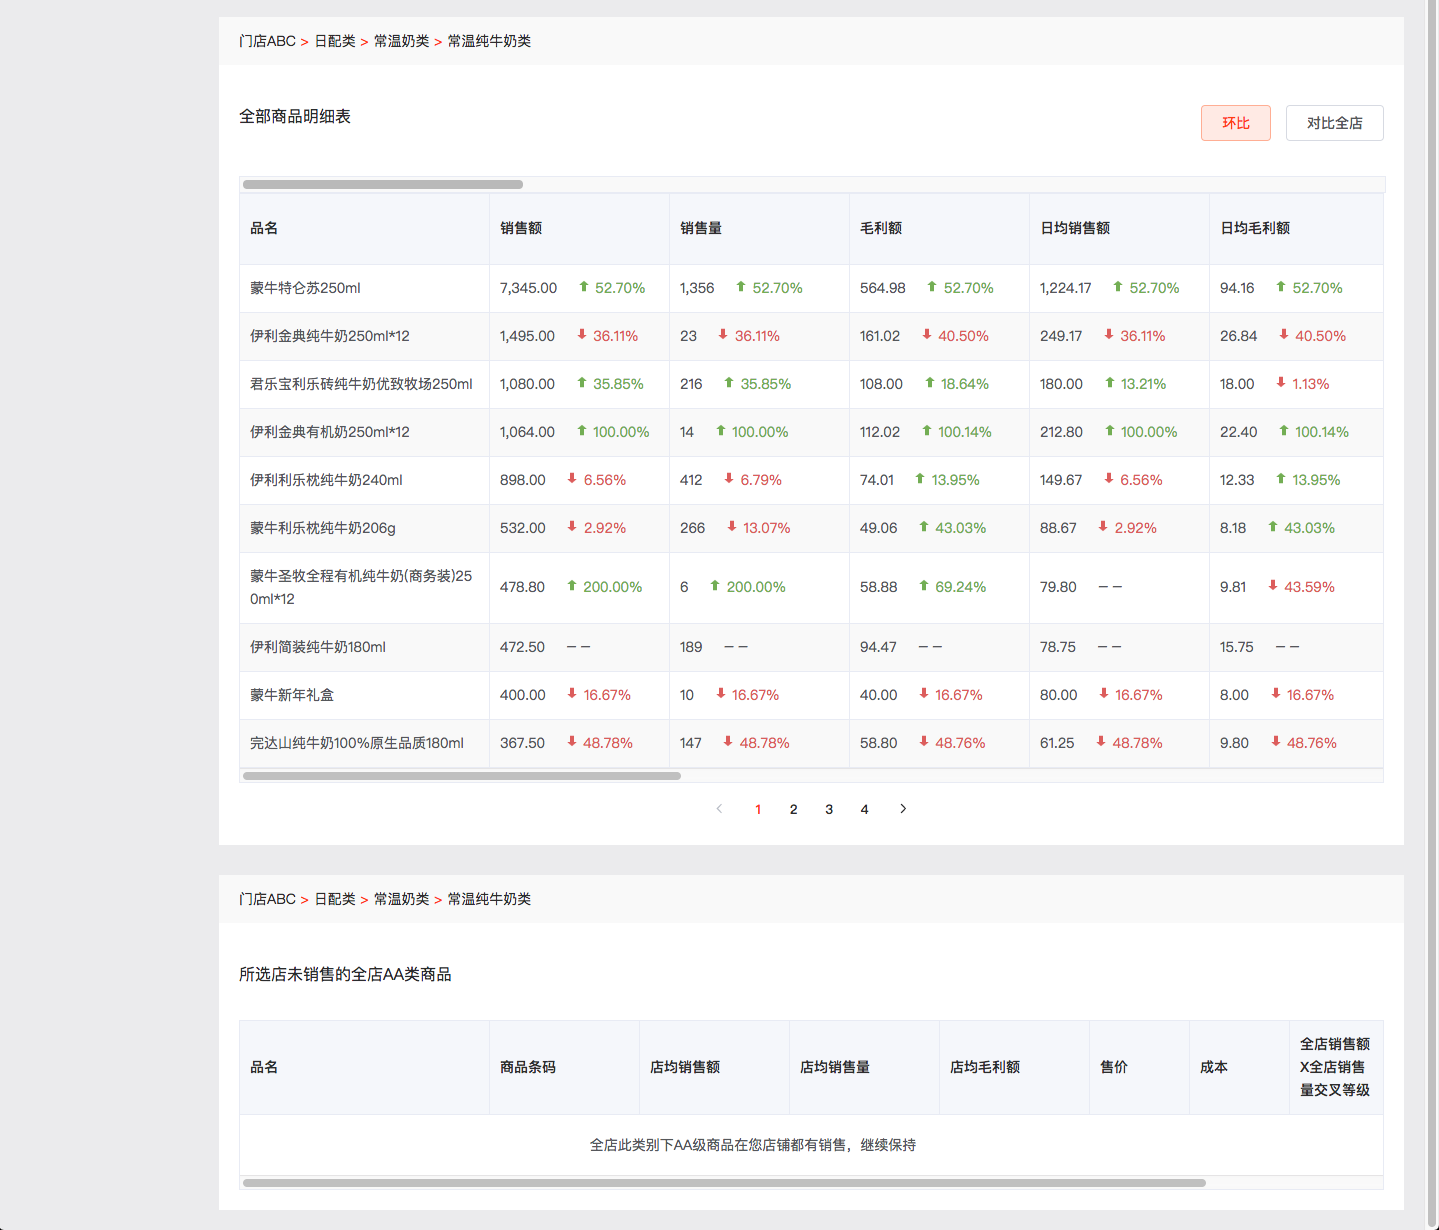 门店ABC > 日配类 > 常温奶类 > 常温纯牛奶类
全部商品明细表
环比 对比全店
品名 销售额 销售量 毛利额 日均销售额 日均毛利额
蒙牛特仑苏250ml 7,345.00 52.70% 1,356 52.70% 564.98 52.70% 1,224.17 52.70% 94.16 52.70%
伊利金典纯牛奶250ml*12 1,495.00 36.11% 23 36.11% 161.02 40.50% 249.17 36.11% 26.84 40.50%
君乐宝利乐砖纯牛奶优致牧场250ml 1,080.00 35.85% 216 35.85% 108.00 18.64% 180.00 13.21% 18.00 1.13%
伊利金典有机奶250ml*12 1,064.00 100.00% 14 100.00% 112.02 100.14% 212.80 100.00% 22.40 100.14%
伊利利乐枕纯牛奶240ml 898.00 6.56% 412 6.79% 74.01 13.95% 149.67 6.56% 12.33 13.95%
蒙牛利乐枕纯牛奶206g 532.00 2.92% 266 13.07% 49.06 43.03% 88.67 2.92% 8.18 43.03%
蒙牛圣牧全程有机纯牛奶(商务装)25
0ml*12 478.80 200.00% 6 200.00% 58.88 69.24% 79.80 – – 9.81 43.59%
伊利简装纯牛奶180ml 472.50 – – 189 – – 94.47 – – 78.75 – – 15.75 – –
蒙牛新年礼盒 400.00 16.67% 10 16.67% 40.00 16.67% 80.00 16.67% 8.00 16.67%
完达山纯牛奶100%原生品质180ml 367.50 48.78% 147 48.78% 58.80 48.76% 61.25 48.78% 9.80 48.76%
< 1 2 3 4 >
门店ABC > 日配类 > 常温奶类 > 常温纯牛奶类
所选店未销售的全店AA类商品
品名 商品条码 店均销售额 店均销售量 店均毛利额 售价 成本 全店销售额
X全店销售
量交叉等级
全店此类别下AA级商品在您店铺都有销售，继续保持